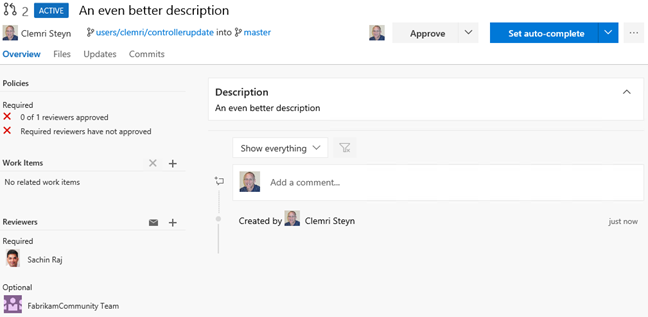 2 ACTIVE An even better description
Clemri Steyn users/clemri/controllerupdate into master Approve Set auto-complete ...
Overview Files Updates Commits
Policies
Required
0 of 1 reviewers approved
Required reviewers have not approved
Work Items
No related work items
Reviewers
Required
Sachin Raj
Optional
FabrikamCommunity Team
Description
An even better description
Show everything
Add a comment...
Created by Clemri Steyn just now